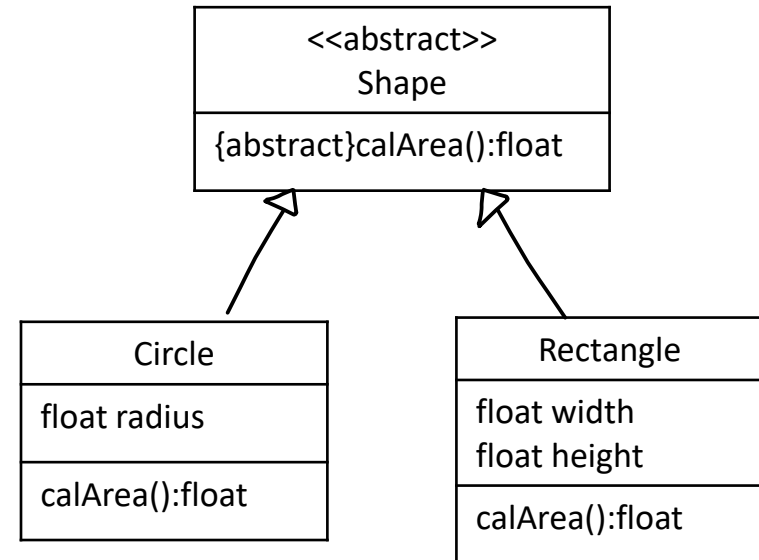 <<abstract>>
Shape
{abstract}calArea():float
Circle
float radius
calArea():float
Rectangle
float width
float height
calArea():float